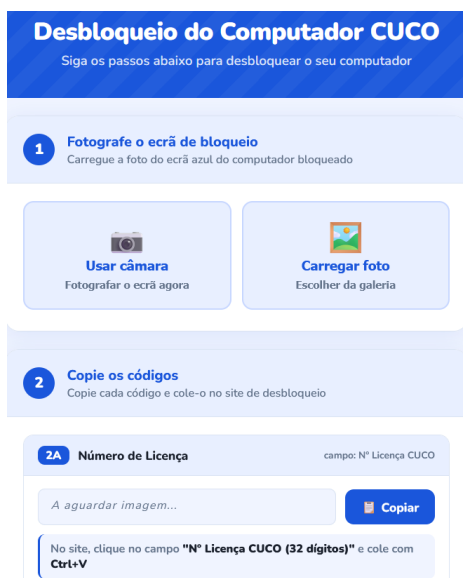 Desbloqueio do Computador CUCO
Siga os passos abaixo para desbloquear o seu computador
1
Fotografe o ecrã de bloqueio
Carregue a foto do ecrã azul do computador bloqueado
Usar câmara
Fotografar o ecrã agora
Carregar foto
Escolher da galeria
2
Copie os códigos
Copie cada código e cole-o no site de desbloqueio
2A Número de Licença
campo: Nº Licença CUCO
A aguardar imagem...
Copiar
No site, clique no campo "Nº Licença CUCO (32 dígitos)" e cole com
Ctrl+V